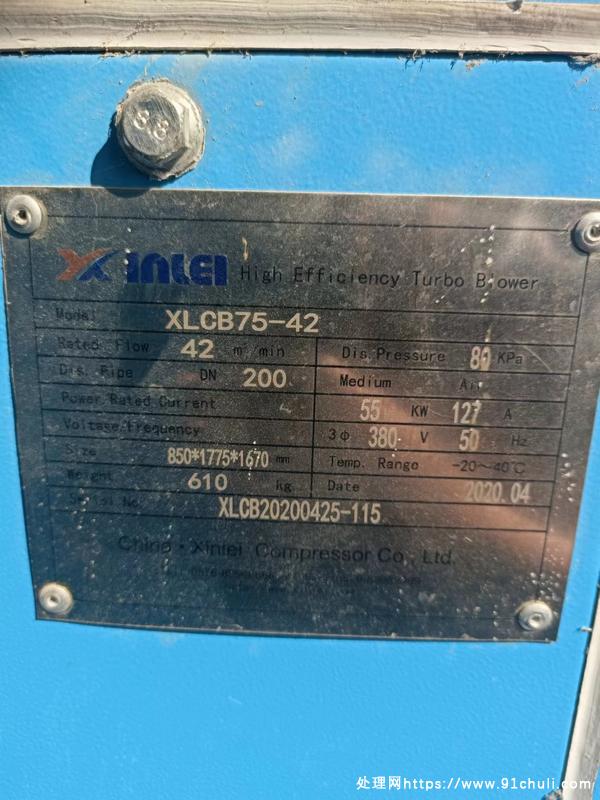 8.8
XINLEI High Efficiency Turbo Blower
Model XLCB75-42
Rated Flow 42 m³/min Dis. Pressure 80 KPa
Dis. Pipe DN 200 Medium Air
Power Rated Current 55 KW 127 A
Voltage Frequency 3Φ 380 V 50 Hz
Size 850*1775*1670 mm Temp. Range -20~40℃
Weight 610 kg Date 2020.04
Serial No. XLCB20200425-115
China·Xinlei Compressor Co., Ltd.
处理网https://www.91chuli.com/